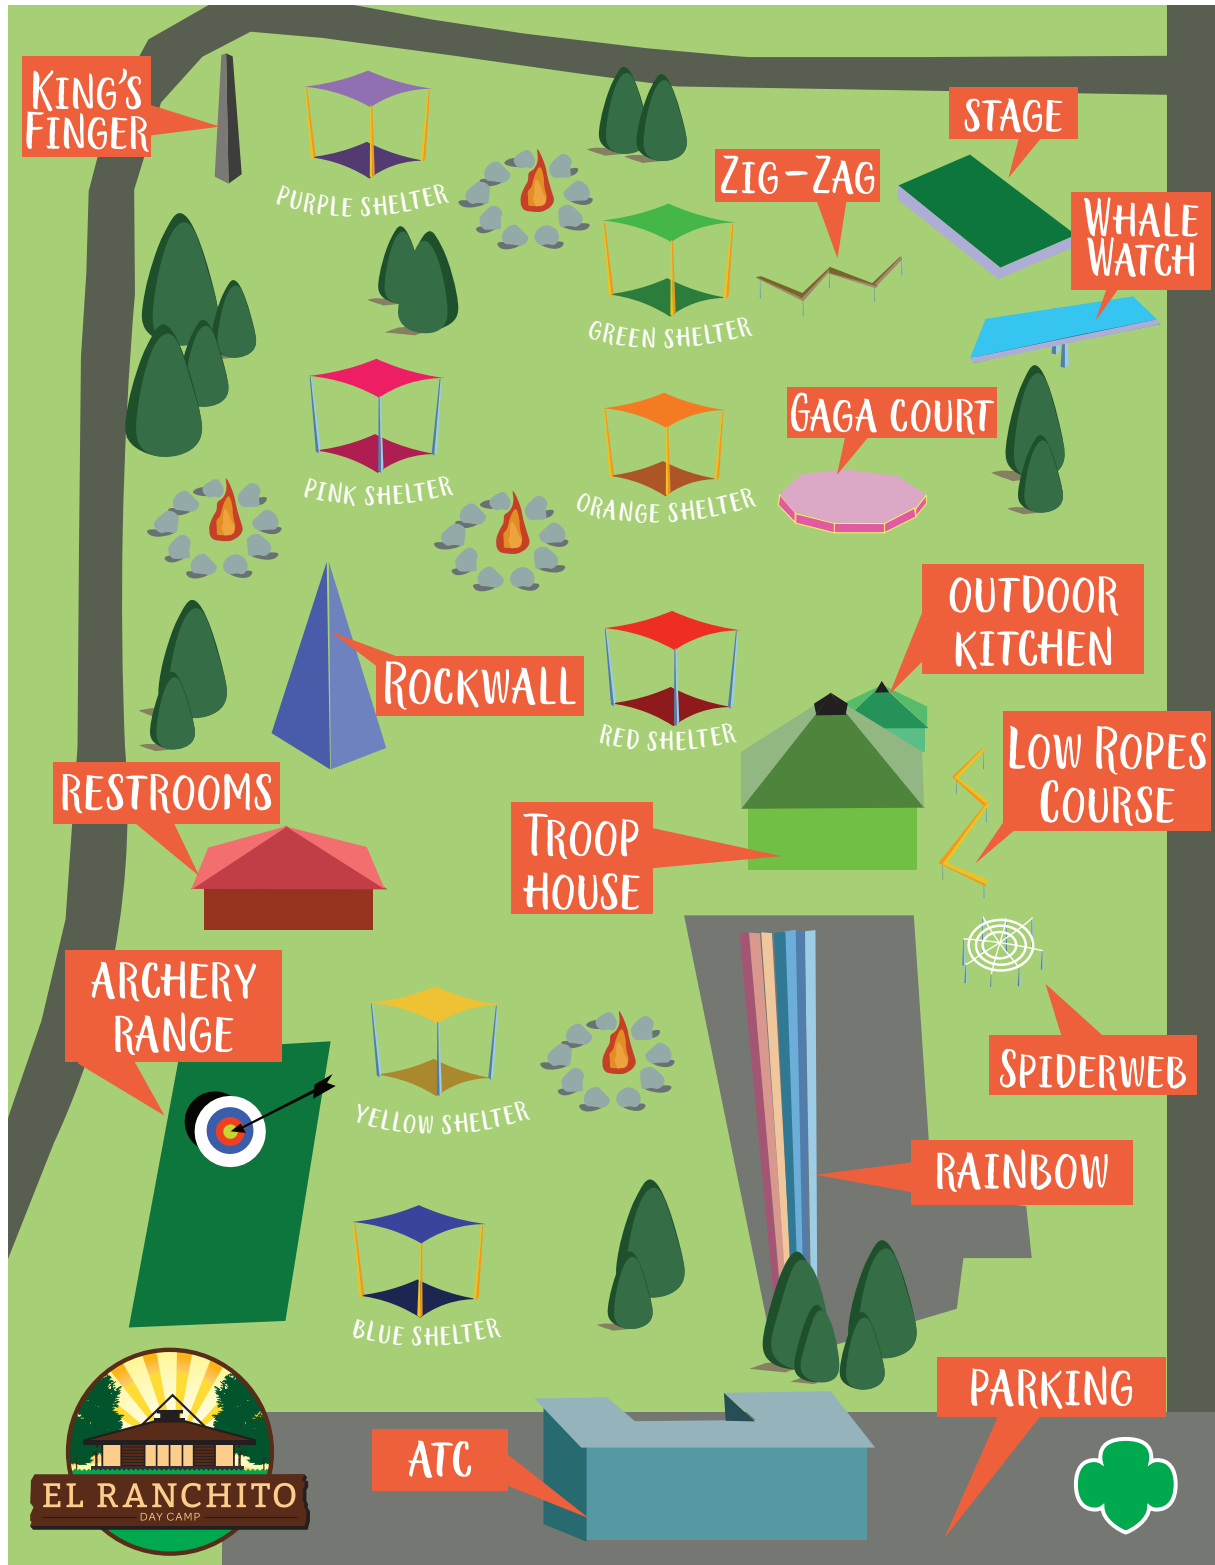 KING'S
FINGER
PURPLE SHELTER
STAGE
ZIG-ZAG
WHALE
WATCH
GREEN SHELTER
PINK SHELTER
ORANGE SHELTER
GAGA COURT
OUTDOOR
KITCHEN
ROCKWALL
RED SHELTER
LOW ROPES
COURSE
RESTROOMS
TROOP
HOUSE
ARCHERY
RANGE
SPIDERWEB
YELLOW SHELTER
RAINBOW
BLUE SHELTER
PARKING
ATC
EL RANCHITO
DAY CAMP